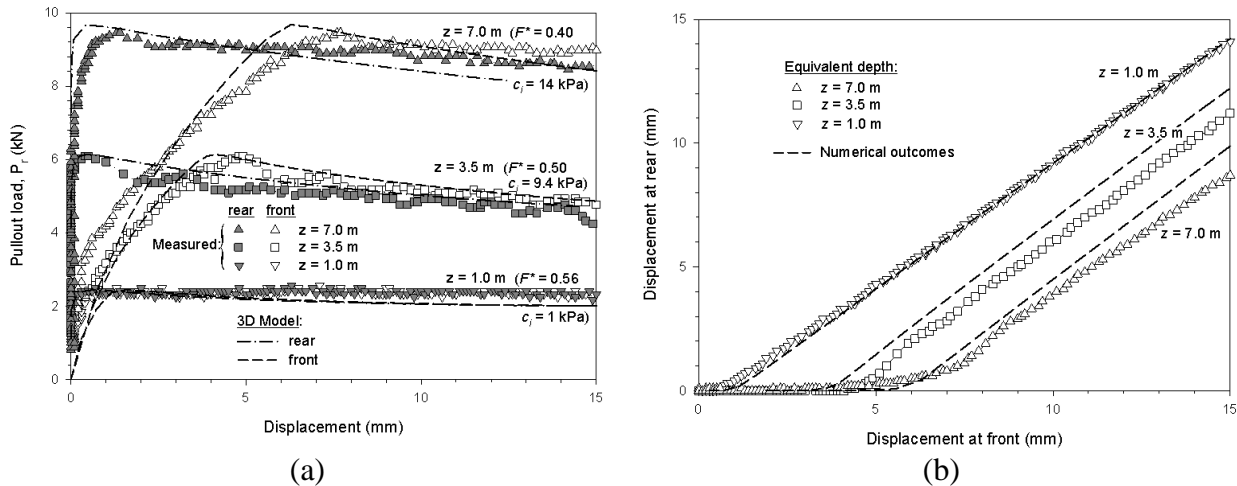 z = 7.0 m (F* = 0.40
c_i = 14 kPa)
z = 3.5 m (F* = 0.50
c_i = 9.4 kPa)
rear front
Measured:
z = 7.0 m
z = 3.5 m
z = 1.0 m
z = 1.0 m (F* = 0.56
c_i = 1 kPa)
3D Model:
rear
front
Pullout load, P_r (kN)
10
8
6
4
2
0
0 5 10 15
Displacement (mm)
(a)
Equivalent depth:
z = 7.0 m
z = 3.5 m
z = 1.0 m
Numerical outcomes
z = 1.0 m
z = 3.5 m
z = 7.0 m
Displacement at rear (mm)
15
10
5
0
0 5 10 15
Displacement at front (mm)
(b)